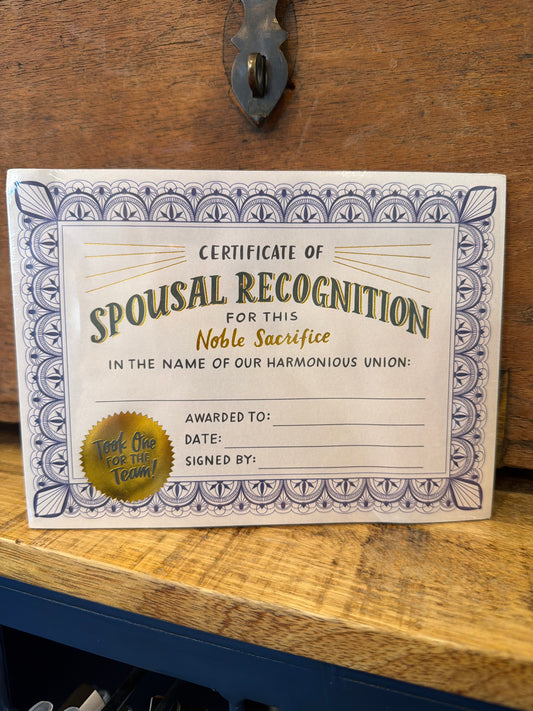 CERTIFICATE OF
SPOUSAL RECOGNITION
FOR THIS
Noble Sacrifice
IN THE NAME OF OUR HARMONIOUS UNION:
AWARDED TO:
DATE:
SIGNED BY:
Took One
FOR THE
Team!